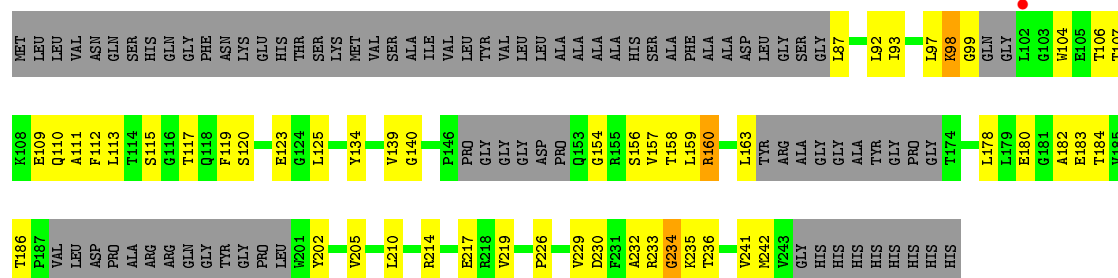 MET LEU LEU VAL ASN GLN SER HIS GLN GLY PHE ASN LYS GLU HIS THR SER LYS MET VAL SER ALA ILE VAL LEU TYR VAL LEU LEU ALA ALA ALA ALA HIS SER ALA PHE ALA ALA ASP LEU GLY SER GLY L87 L92 I93 L97 K98 G99 GLN GLY L102 G103 W104 E105 T106 T107
K108 E109 Q110 A111 F112 L113 T114 S115 G116 T117 Q118 F119 S120 E123 G124 L125 Y134 V139 G140 P146 PRO GLY GLY GLY ASP PRO Q153 G154 R155 S156 V157 T158 L159 R160 L163 TYR ARG ALA GLY GLY ALA TYR GLY PRO GLY T174 L178 L179 E180 G181 A182 E183 T184 V185
T186 P187 VAL LEU ASP PRO ALA ARG ARG GLN GLY TYR GLY PRO LEU W201 Y202 V205 L210 R214 E217 R218 V219 P226 V229 D230 F231 A232 R233 G234 K235 T236 V241 M242 V243 GLY HIS HIS HIS HIS HIS HIS HIS HIS